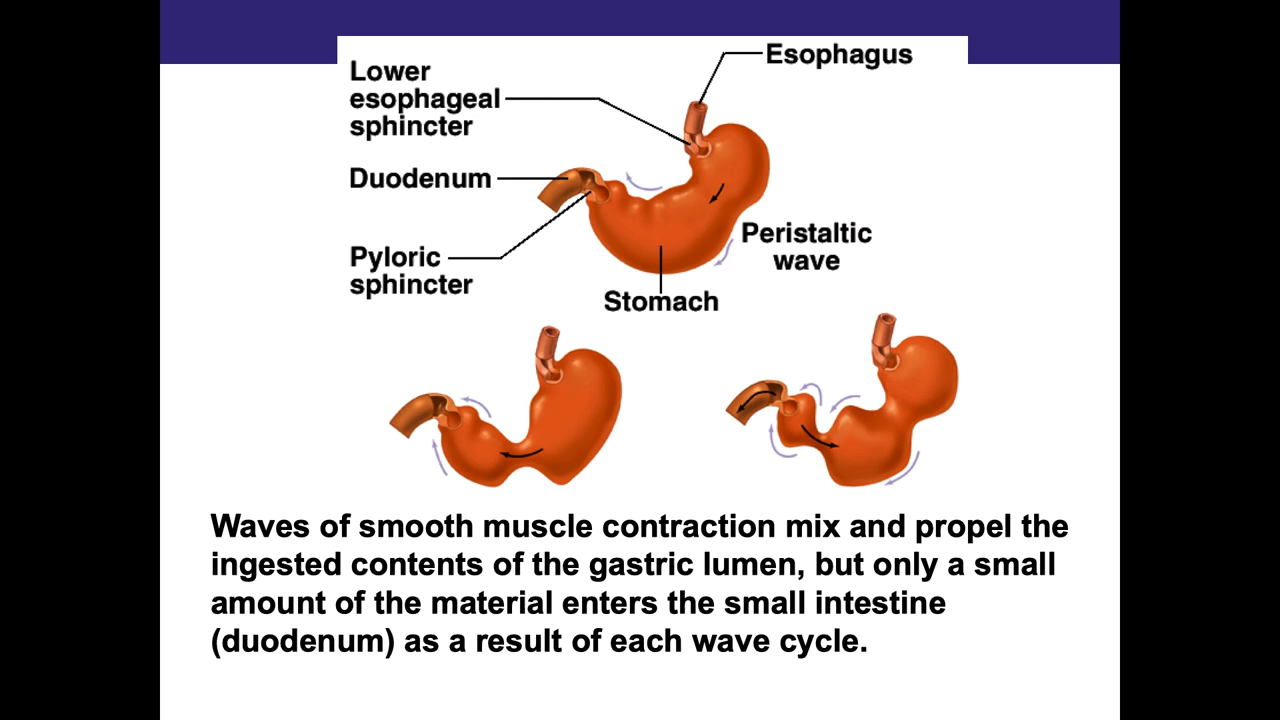 Esophagus
Lower
esophageal
sphincter
Duodenum
Pyloric
sphincter
Peristaltic
wave
Stomach
Waves of smooth muscle contraction mix and propel the
ingested contents of the gastric lumen, but only a small
amount of the material enters the small intestine
(duodenum) as a result of each wave cycle.